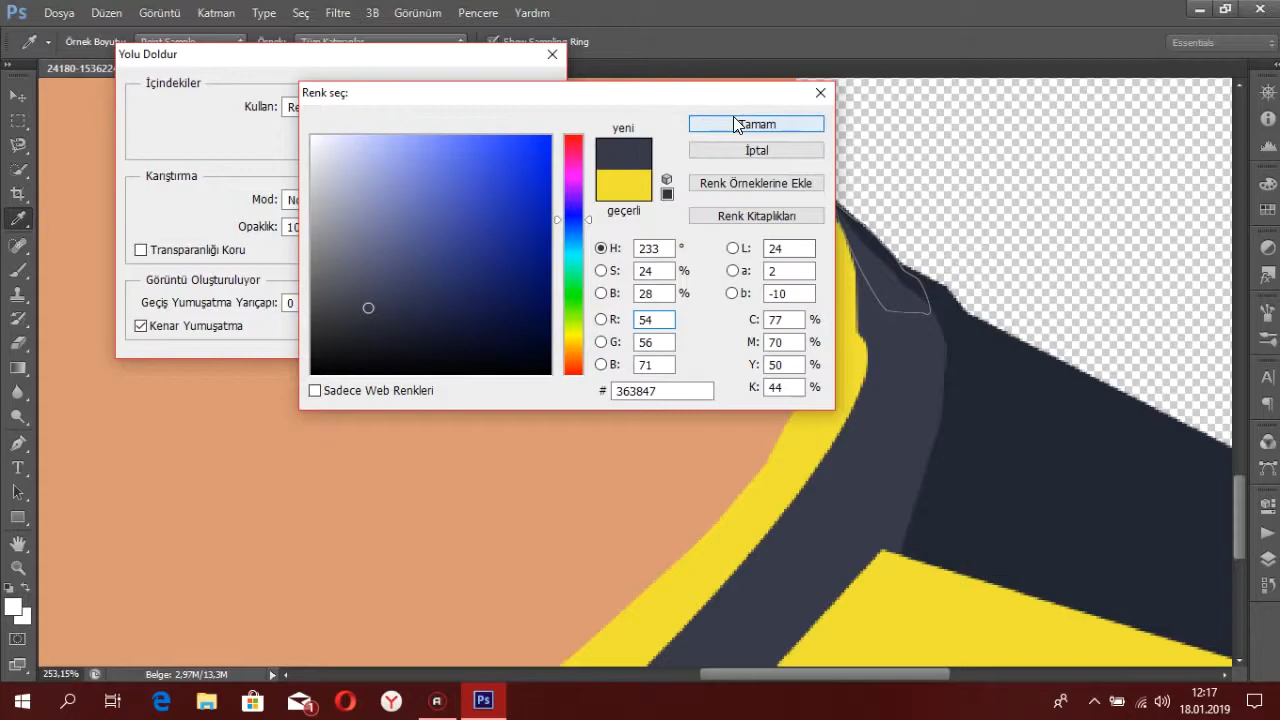 Ps Dosya Düzen Görüntü Katman Type Seç Filtre 3B Görünüm Pencere Yardım
Örnek Boyutu: Point Sample Tüm Katmanlar Show Sampling Ring Essentials
24180-153622
Yolu Doldur
İçindekiler
Kullan:
Karıştırma
Mod:
Opaklık: 10
Transparanlığı Koru
Görüntü Oluşturuluyor
Geçiş Yumuşatma Yarıçapı: 0
Kenar Yumuşatma
Renk seç:
yeni
geçerli
Tamam
İptal
Renk Örneklerine Ekle
Renk Kitaplıkları
H: 233 ° L: 24
S: 24 % a: 2
B: 28 % b: -10
R: 54 C: 77 %
G: 56 M: 70 %
B: 71 Y: 50 %
# 363847 K: 44 %
Sadece Web Renkleri
253,15% Belge: 2,97M/13,3M
1 Ps
12:17
18.01.2019